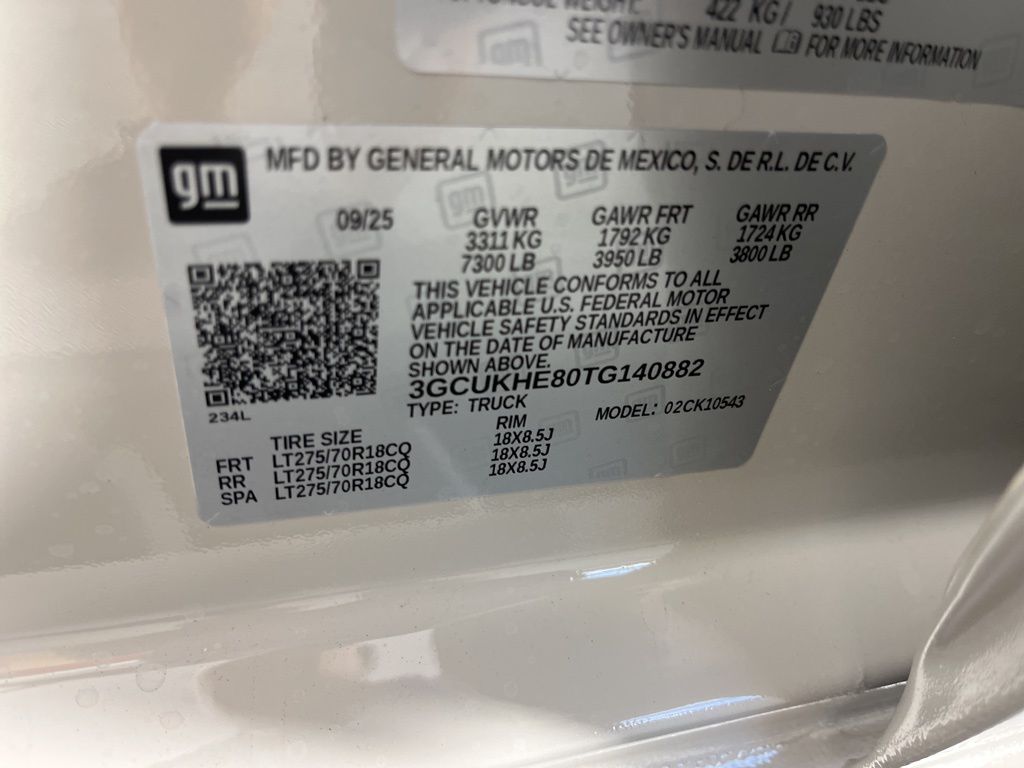 422 KG/ 930 LBS
SEE OWNER'S MANUAL FOR MORE INFORMATION
gm
MFD BY GENERAL MOTORS DE MEXICO, S. DE R.L. DE C.V.
09/25 GVWR GAWR FRT GAWR RR
3311 KG 1792 KG 1724 KG
7300 LB 3950 LB 3800 LB
THIS VEHICLE CONFORMS TO ALL
APPLICABLE U.S. FEDERAL MOTOR
VEHICLE SAFETY STANDARDS IN EFFECT
ON THE DATE OF MANUFACTURE
SHOWN ABOVE.
3GCUKHE80TG140882
234L
TYPE: TRUCK MODEL: 02CK10543
TIRE SIZE RIM
FRT LT275/70R18CQ 18X8.5J
RR LT275/70R18CQ 18X8.5J
SPA LT275/70R18CQ 18X8.5J